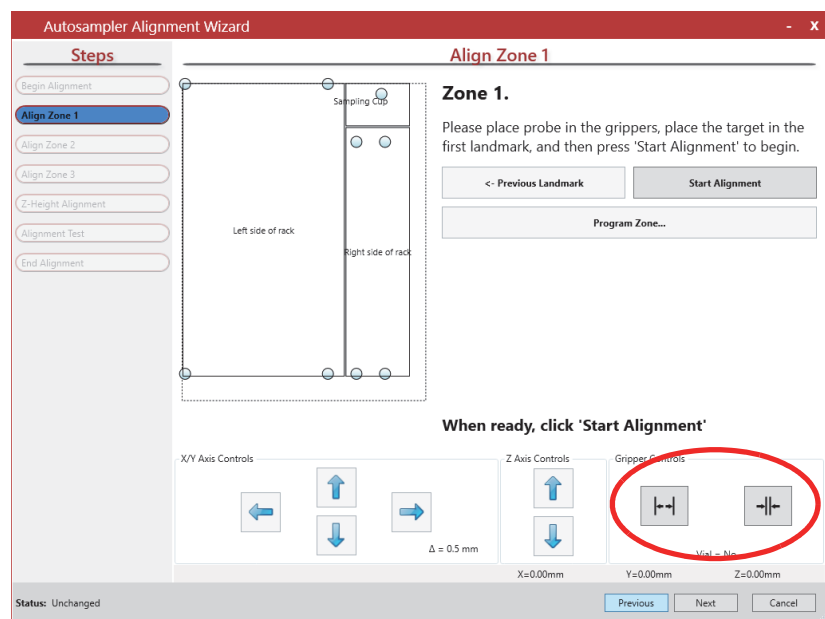 Autosampler Alignment Wizard
- X
Steps
Begin Alignment
Align Zone 1
Align Zone 2
Align Zone 3
Z-Height Alignment
Alignment Test
End Alignment
Align Zone 1
Sampling Cup
Left side of rack
Right side of rack
Zone 1.
Please place probe in the grippers, place the target in the
first landmark, and then press 'Start Alignment' to begin.
<- Previous Landmark
Start Alignment
Program Zone...
When ready, click 'Start Alignment'
X/Y Axis Controls
Δ = 0.5 mm
Z Axis Controls
Gripper Controls
Vial = No
X=0.00mm Y=0.00mm Z=0.00mm
Status: Unchanged
Previous Next Cancel